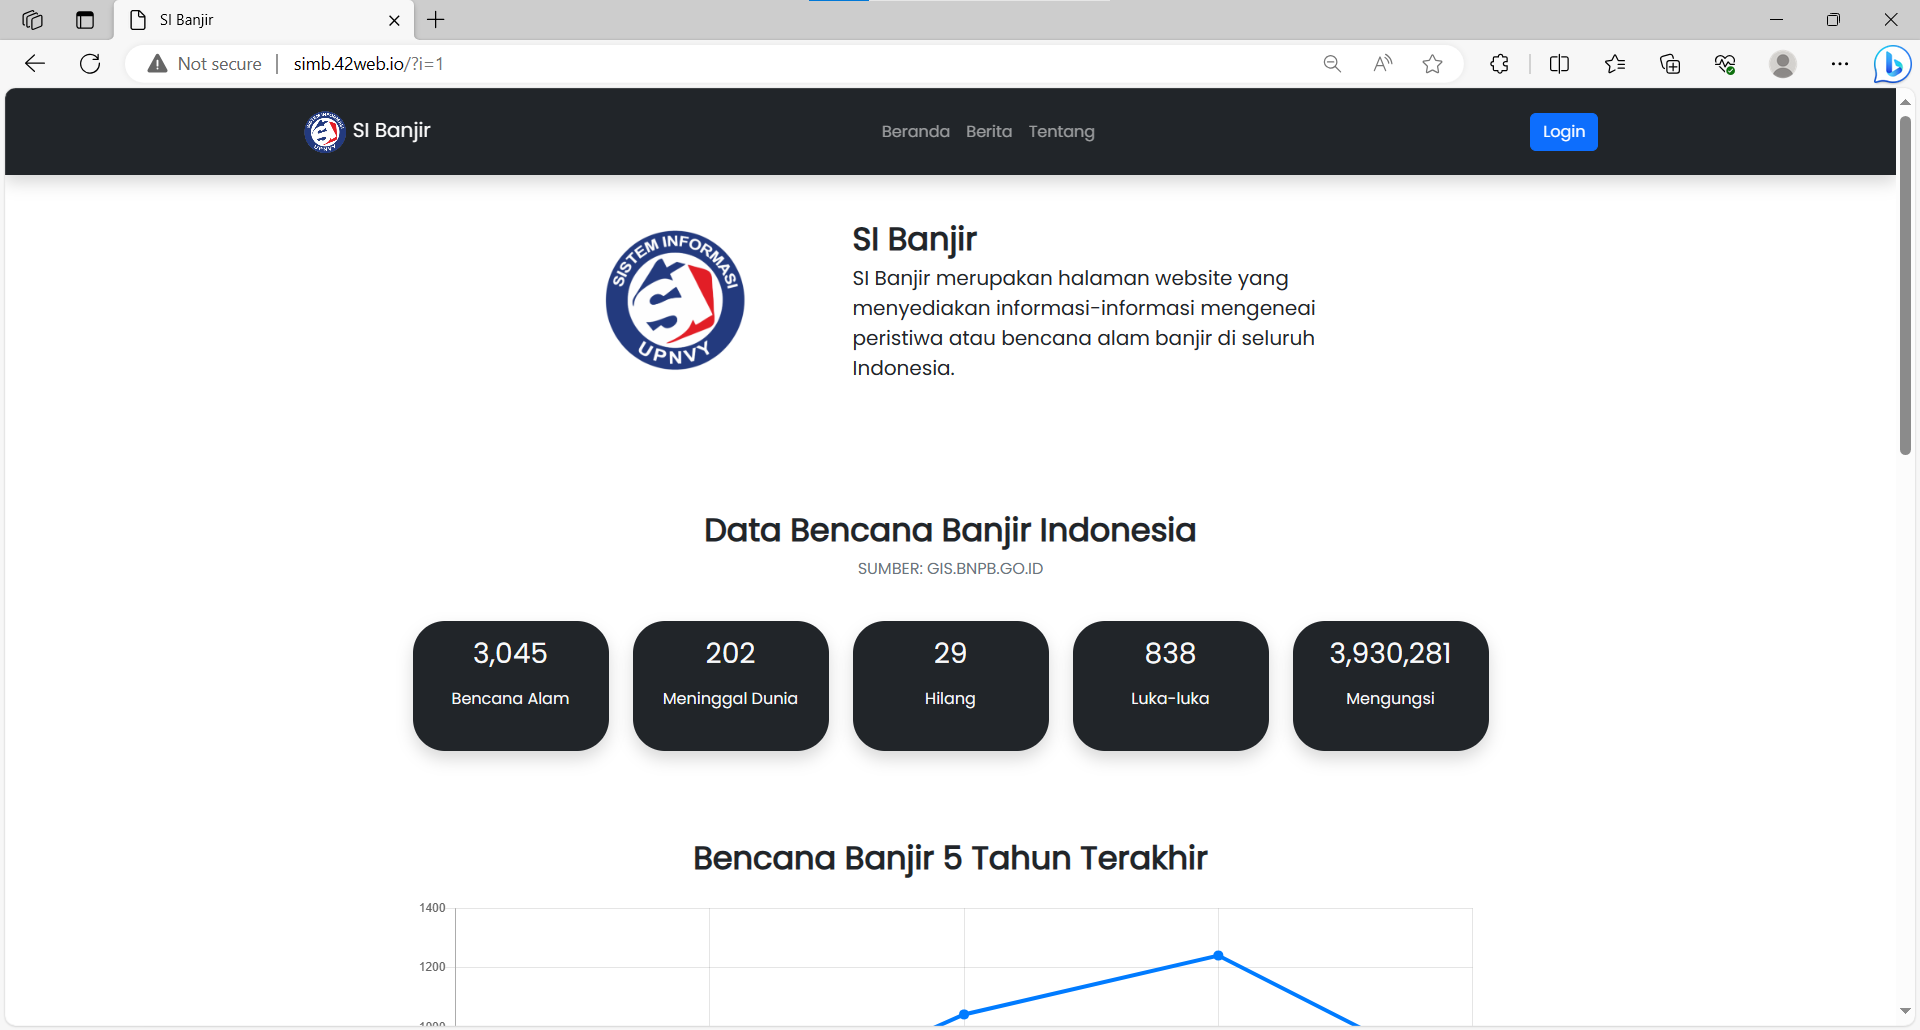 SI Banjir
Not secure
simb.42web.io/?i=1
SI Banjir
Beranda Berita Tentang
Login
SISTEM INFORMASI
UPNVY
SI Banjir
SI Banjir merupakan halaman website yang
menyediakan informasi-informasi mengeneai
peristiwa atau bencana alam banjir di seluruh
Indonesia.
Data Bencana Banjir Indonesia
SUMBER: GIS.BNPB.GO.ID
3,045
Bencana Alam
202
Meninggal Dunia
29
Hilang
838
Luka-luka
3,930,281
Mengungsi
Bencana Banjir 5 Tahun Terakhir
1400
1200
1000